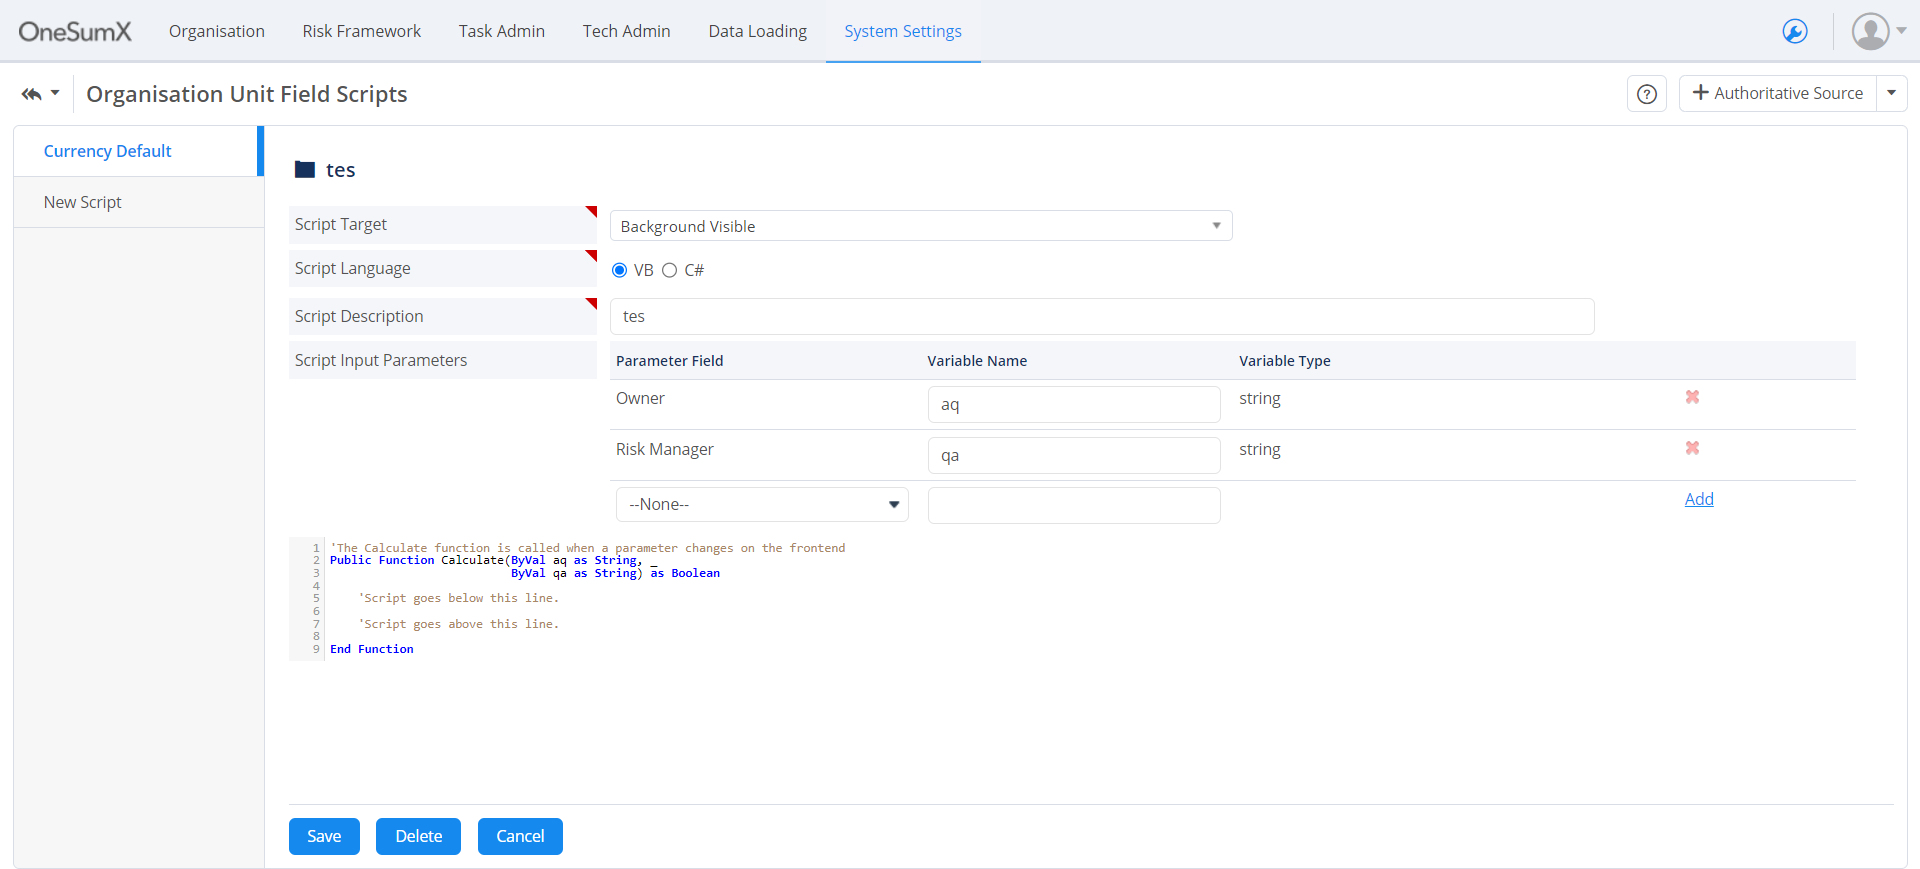 OneSumX Organisation Risk Framework Task Admin Tech Admin Data Loading System Settings
Organisation Unit Field Scripts
? + Authoritative Source
Currency Default
New Script
tes
Script Target Background Visible
Script Language VB C#
Script Description tes
Script Input Parameters Parameter Field Variable Name Variable Type
Owner aq string
Risk Manager qa string
--None-- Add
1 'The Calculate function is called when a parameter changes on the frontend
2 Public Function Calculate(ByVal aq as String, _
3 ByVal qa as String) as Boolean
4
5 'Script goes below this line.
6
7 'Script goes above this line.
8
9 End Function
Save Delete Cancel